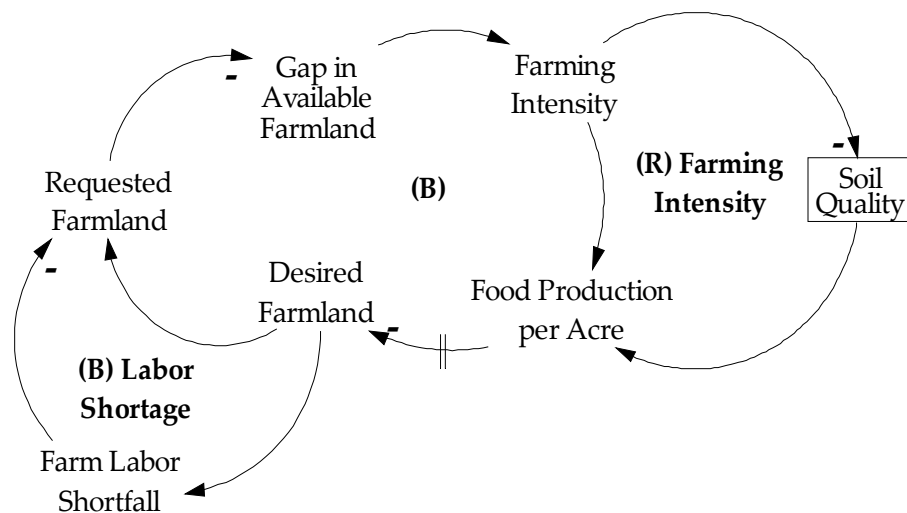 Gap in
Available
Farmland
Farming
Intensity
-
-
(R) Farming
Intensity
Soil
Quality
Requested
Farmland
(B)
-
Desired
Farmland
-
Food Production
per Acre
(B) Labor
Shortage
Farm Labor
Shortfall